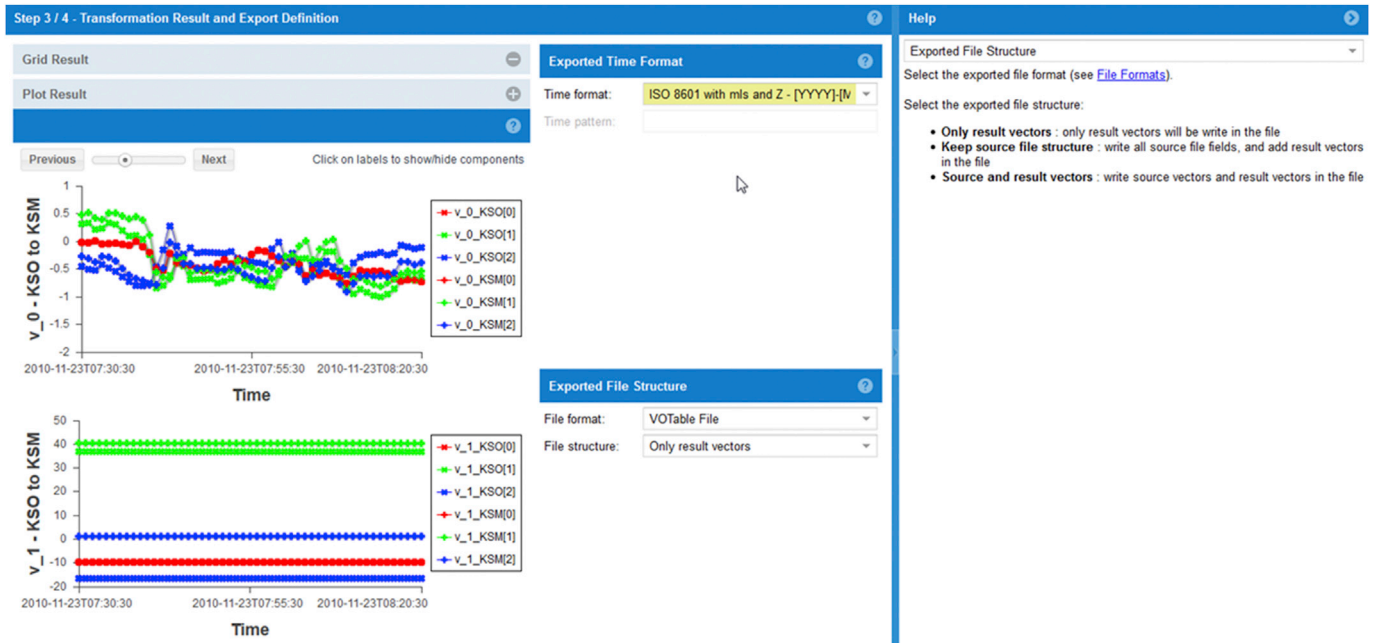 Step 3 / 4 - Transformation Result and Export Definition
Grid Result
Plot Result
Previous
Next
Click on labels to show/hide components
v_0 - KSO to KSM
1
0.5
0
-0.5
-1
-1.5
-2
2010-11-23T07:30:30
2010-11-23T07:55:30
2010-11-23T08:20:30
Time
v_0_KSO[0]
v_0_KSO[1]
v_0_KSO[2]
v_0_KSM[0]
v_0_KSM[1]
v_0_KSM[2]
v_1 - KSO to KSM
50
40
30
20
10
0
-10
-20
2010-11-23T07:30:30
2010-11-23T07:55:30
2010-11-23T08:20:30
Time
v_1_KSO[0]
v_1_KSO[1]
v_1_KSO[2]
v_1_KSM[0]
v_1_KSM[1]
v_1_KSM[2]
Exported Time Format
Time format: ISO 8601 with mls and Z - [YYYY]-[M
Time pattern:
Exported File Structure
File format: VOTable File
File structure: Only result vectors
Help
Exported File Structure
Select the exported file format (see File Formats).
Select the exported file structure:
• Only result vectors : only result vectors will be write in the file
• Keep source file structure : write all source file fields, and add result vectors
in the file
• Source and result vectors : write source vectors and result vectors in the file